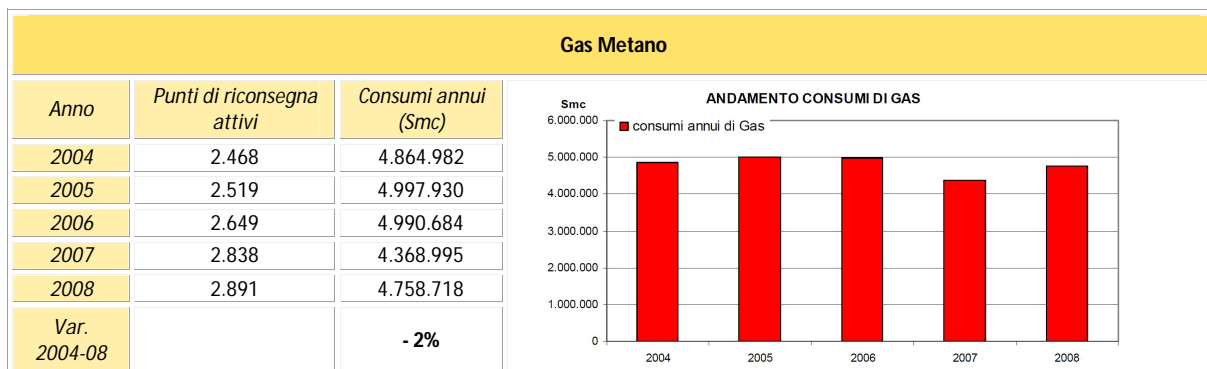 Gas Metano
Anno
Punti di riconsegna
attivi
Consumi annui
(Smc)
2004 2.468 4.864.982
2005 2.519 4.997.930
2006 2.649 4.990.684
2007 2.838 4.368.995
2008 2.891 4.758.718
Var.
2004-08
- 2%
Smc
ANDAMENTO CONSUMI DI GAS
consumi annui di Gas
6.000.000
5.000.000
4.000.000
3.000.000
2.000.000
1.000.000
0
2004 2005 2006 2007 2008